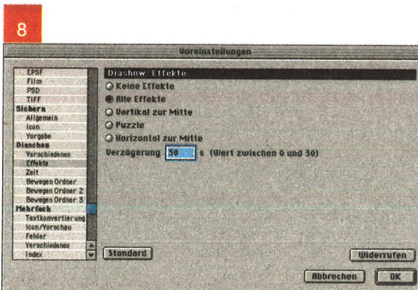 8
Voreinstellungen
EPSF
Film
PSD
TIFF
Sichern
Allgemein
Icon
Vorgabe
Diaschau
Verschiedenes
Effekte
Zeit
Bewegen Ordner
Bewegen Ordner 2
Bewegen Ordner 3
Mehrfach
Textkonvertierung
Icon/Vorschau
Fehler
Verschiedenes
Index
Diashow Effekte
Keine Effekte
Alle Effekte
Vertikal zur Mitte
Puzzle
Horizontal zur Mitte
Verzögerung 30 s (Wert zwischen 0 und 30)
Standard
Widerrufen
Abbrechen
OK